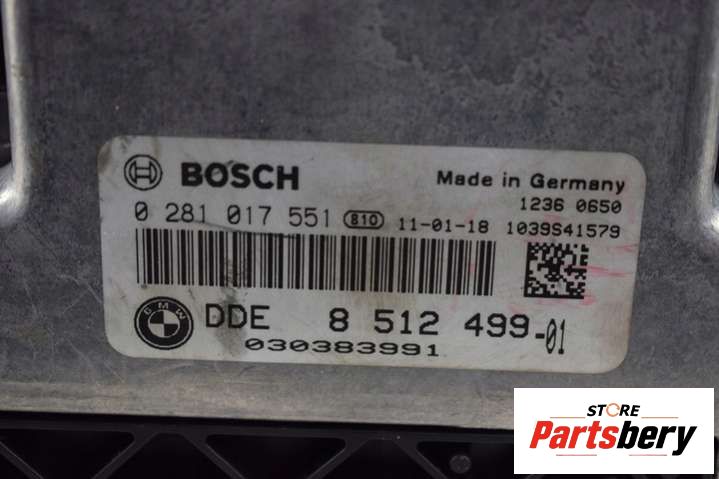 BOSCH
Made in Germany
1236 0650
0 281 017 551 810 11-01-18 1039S41579
BMW
DDE 8 512 499-01
030383991
STORE
Partsbery